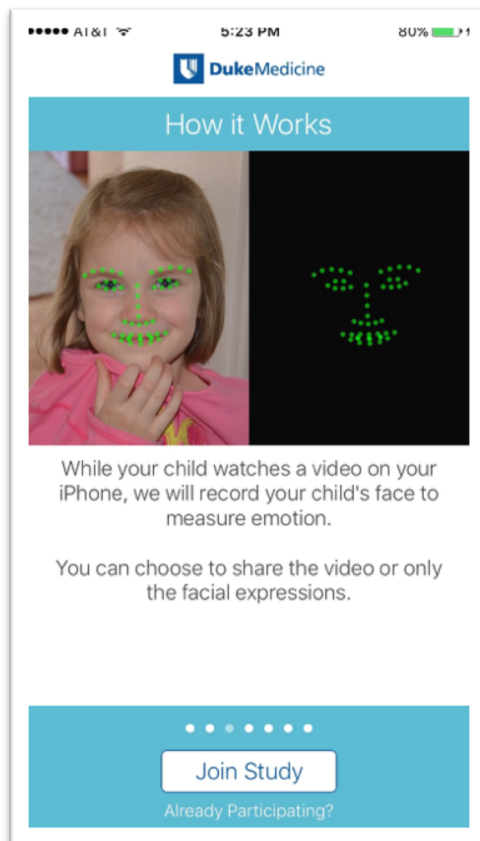 AT&T 5:23 PM 80%
DukeMedicine
How it Works
While your child watches a video on your
iPhone, we will record your child's face to
measure emotion.
You can choose to share the video or only
the facial expressions.
Join Study
Already Participating?